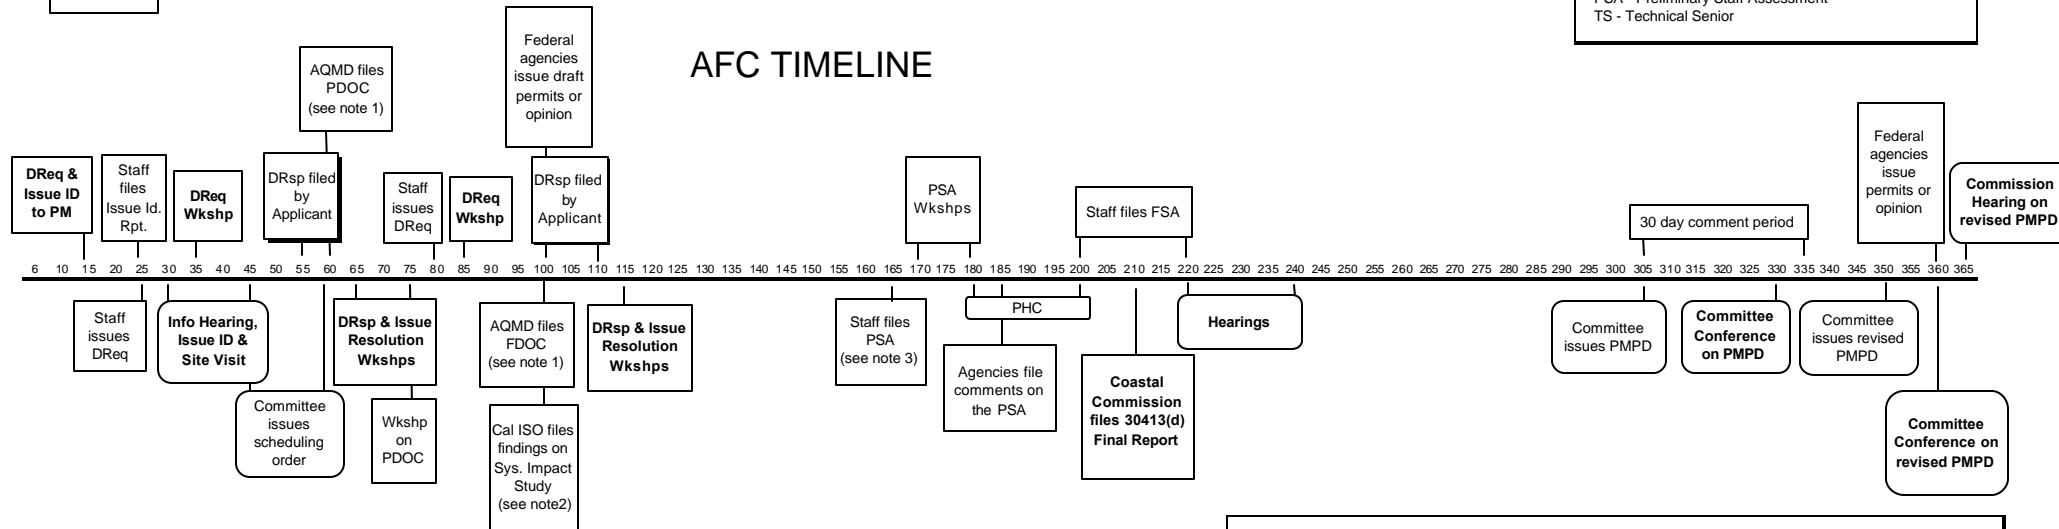 PSA - Preliminary Staff Assessment
TS - Technical Senior
AFC TIMELINE
AQMD files
PDOC
(see note 1)
Federal
agencies
issue draft
permits or
opinion
DReq &
Issue ID
to PM
Staff
files
Issue Id.
Rpt.
DReq
Wkshp
DRsp filed
by
Applicant
Staff
issues
DReq
DReq
Wkshp
DRsp filed
by
Applicant
PSA
Wkshps
Staff files FSA
30 day comment period
Federal
agencies
issue
permits or
opinion
Commission
Hearing on
revised PMPD
6 10 15 20 25 30 35 40 45 50 55 60 65 70 75 80 85 90 95 100 105 110 115 120 125 130 135 140 145 150 155 160 165 170 175 180 185 190 195 200 205 210 215 220 225 230 235 240 245 250 255 260 265 270 275 280 285 290 295 300 305 310 315 320 325 330 335 340 345 350 355 360 365
Staff
issues
DReq
Info Hearing,
Issue ID &
Site Visit
Committee
issues
scheduling
order
DRsp & Issue
Resolution
Wkshps
Wkshp
on
PDOC
AQMD files
FDOC
(see note 1)
Cal ISO files
findings on
Sys. Impact
Study
(see note2)
DRsp & Issue
Resolution
Wkshps
Staff files
PSA
(see note 3)
PHC
Agencies file
comments on
the PSA
Coastal
Commission
files 30413(d)
Final Report
Hearings
Committee
issues PMPD
Committee
Conference
on PMPD
Committee
issues revised
PMPD
Committee
Conference on
revised PMPD